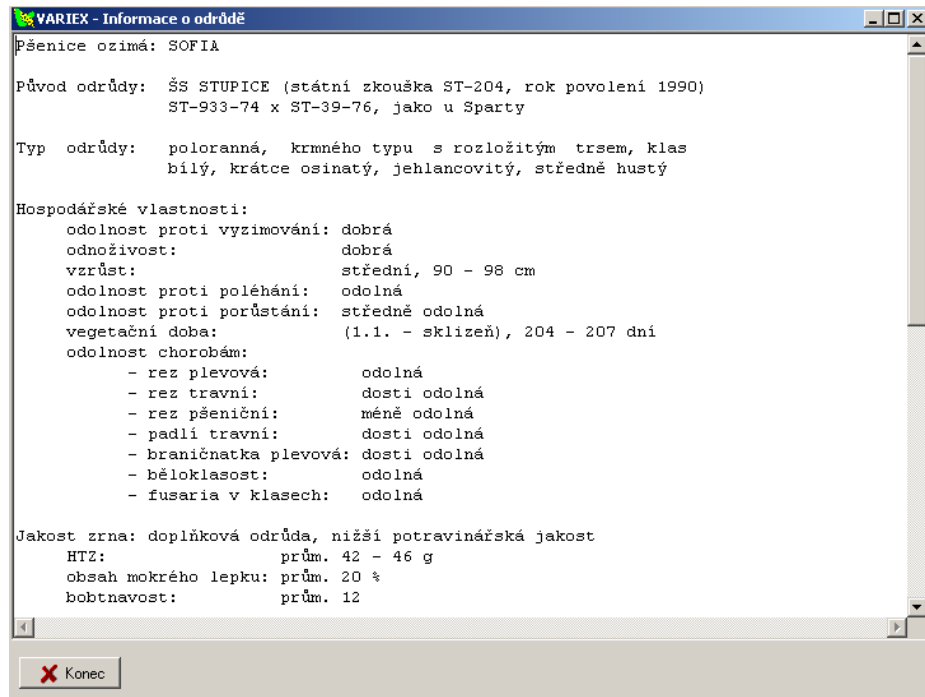 VARIEX - Informace o odrůdě
Pšenice ozimá: SOFIA
Původ odrůdy: ŠS STUPICE (státní zkouška ST-204, rok povolení 1990)
ST-933-74 x ST-39-76, jako u Sparty
Typ odrůdy: poloranná, krmného typu s rozložitým trsem, klas
bílý, krátce osinatý, jehlancovitý, středně hustý
Hospodářské vlastnosti:
odolnost proti vyzimování: dobrá
odnoživost: dobrá
vzrůst: střední, 90 - 98 cm
odolnost proti poléhání: odolná
odolnost proti porůstání: středně odolná
vegetační doba: (1.1. - sklizeň), 204 - 207 dní
odolnost chorobám:
- rez plevová: odolná
- rez travní: dosti odolná
- rez pšeniční: méně odolná
- padlí travní: dosti odolná
- braničnatka plevová: dosti odolná
- běloklasost: odolná
- fusaria v klasech: odolná
Jakost zrna: doplňková odrůda, nižší potravinářská jakost
HTZ: prům. 42 - 46 g
obsah mokrého lepku: prům. 20 %
bobtnavost: prům. 12
Konec